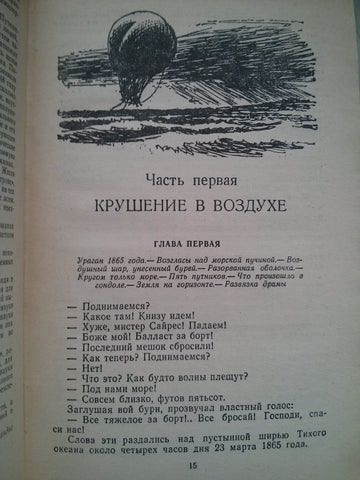 Часть первая
КРУШЕНИЕ В ВОЗДУХЕ
ГЛАВА ПЕРВАЯ
Ураган 1865 года.— Возгласы над морской пучиной.— Воз-
душный шар, унесенный бурей.— Разорванная оболочка.—
Кругом только море.— Пять путников.— Что произошло в
гондоле.— Земля на горизонте.— Развязка драмы
— Поднимаемся?
— Какое там! Книзу идем!
— Хуже, мистер Сайрес! Падаем!
— Боже мой! Балласт за борт!
— Последний мешок сбросили!
— Как теперь? Поднимаемся?
— Нет!
— Что это? Как будто волны плещут?
— Под нами море!
— Совсем близко, футов пятьсот.
Заглушая вой бури, прозвучал властный голос:
— Все тяжелое за борт!.. Все бросай! Господи, спа-
си нас!
Слова эти раздались над пустынной ширью Тихого
океана около четырех часов дня 23 марта 1865 года.
15